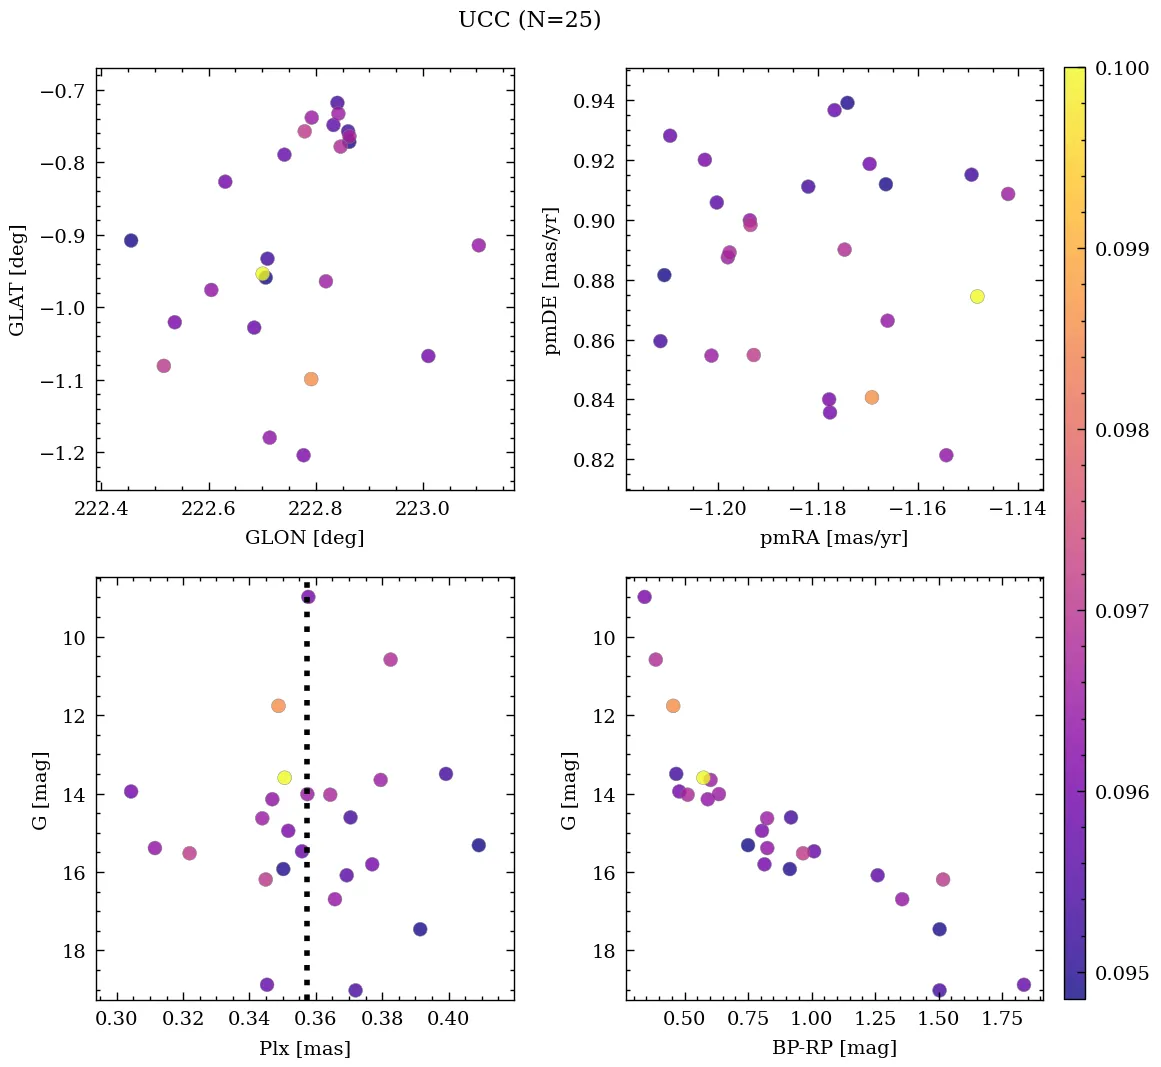 UCC (N=25)
−0.7
−0.8
−0.9
−1.0
−1.1
−1.2
GLAT [deg]
222.4 222.6 222.8 223.0
GLON [deg]
0.94
0.92
0.90
0.88
0.86
0.84
0.82
pmDE [mas/yr]
−1.20 −1.18 −1.16 −1.14
pmRA [mas/yr]
10
12
14
16
18
G [mag]
0.30 0.32 0.34 0.36 0.38 0.40
Plx [mas]
G [mag]
0.50 0.75 1.00 1.25 1.50 1.75
BP-RP [mag]
0.100
0.099
0.098
0.097
0.096
0.095